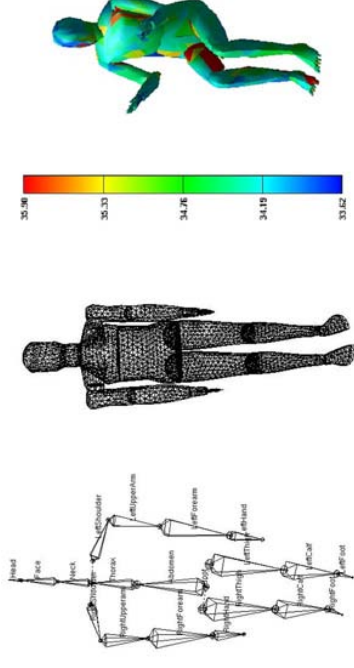 35.90
35.33
34.76
34.19
33.62
Head
Face
Neck
LeftShoulder
Thorax
LeftUpperArm
RightUpperarm
Abdomen
LeftForearm
RightForearm
LeftHand
RightHand
LeftThigh
RightThigh
LeftCalf
RightCalf
LeftFoot
RightFoot